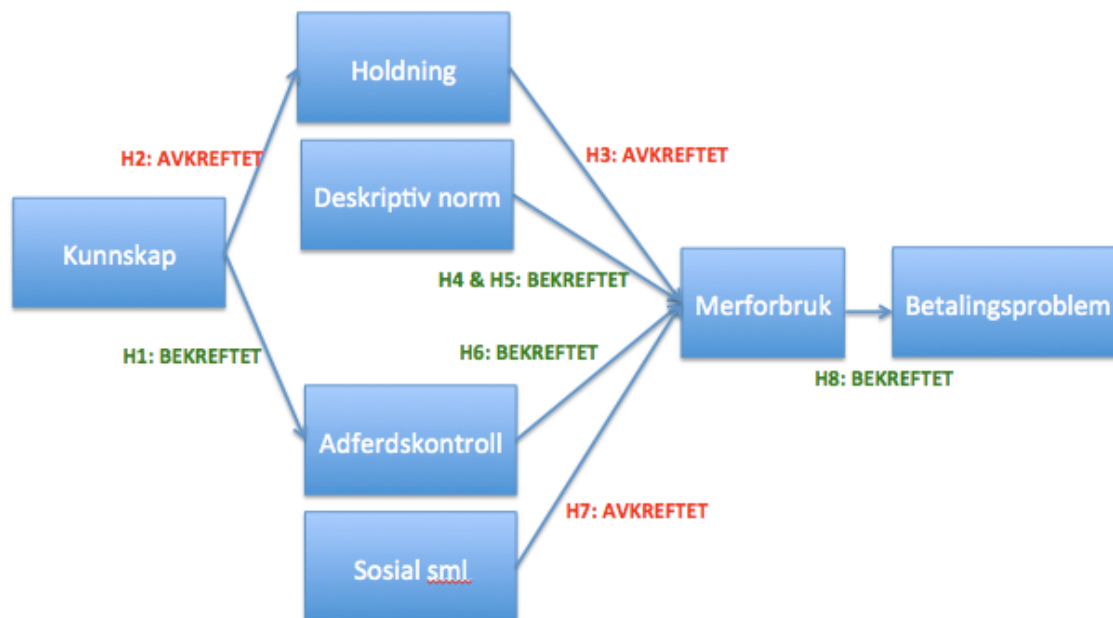 Holdning
H2: AVKREFTET
H3: AVKREFTET
Deskriptiv norm
Kunnskap
H4 & H5: BEKREFTET
Merforbruk
Betalingsproblem
H1: BEKREFTET
H6: BEKREFTET
H8: BEKREFTET
Adferdskontroll
H7: AVKREFTET
Sosial sml